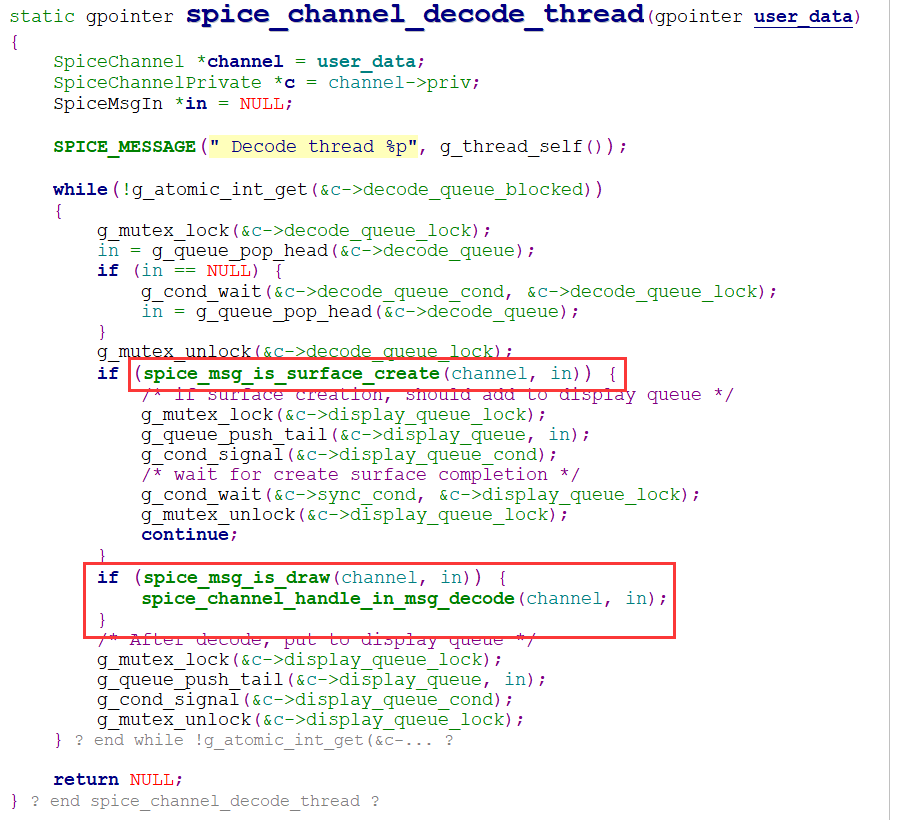 static gpointer spice_channel_decode_thread(gpointer user_data)
{
    SpiceChannel *channel = user_data;
    SpiceChannelPrivate *c = channel->priv;
    SpiceMsgIn *in = NULL;

    SPICE_MESSAGE(" Decode thread %p", g_thread_self());

    while(!g_atomic_int_get(&c->decode_queue_blocked))
    {
        g_mutex_lock(&c->decode_queue_lock);
        in = g_queue_pop_head(&c->decode_queue);
        if (in == NULL) {
            g_cond_wait(&c->decode_queue_cond, &c->decode_queue_lock);
            in = g_queue_pop_head(&c->decode_queue);
        }
        g_mutex_unlock(&c->decode_queue_lock);
        if (spice_msg_is_surface_create(channel, in)) {
            /* if surface creation, should add to display queue */
            g_mutex_lock(&c->display_queue_lock);
            g_queue_push_tail(&c->display_queue, in);
            g_cond_signal(&c->display_queue_cond);
            /* wait for create surface completion */
            g_cond_wait(&c->sync_cond, &c->display_queue_lock);
            g_mutex_unlock(&c->display_queue_lock);
            continue;
        }
        if (spice_msg_is_draw(channel, in)) {
            spice_channel_handle_in_msg_decode(channel, in);
        }
        /* After decode, put to display queue */
        g_mutex_lock(&c->display_queue_lock);
        g_queue_push_tail(&c->display_queue, in);
        g_cond_signal(&c->display_queue_cond);
        g_mutex_unlock(&c->display_queue_lock);
    } ? end while !g_atomic_int_get(&c-... ?

    return NULL;
} ? end spice_channel_decode_thread ?